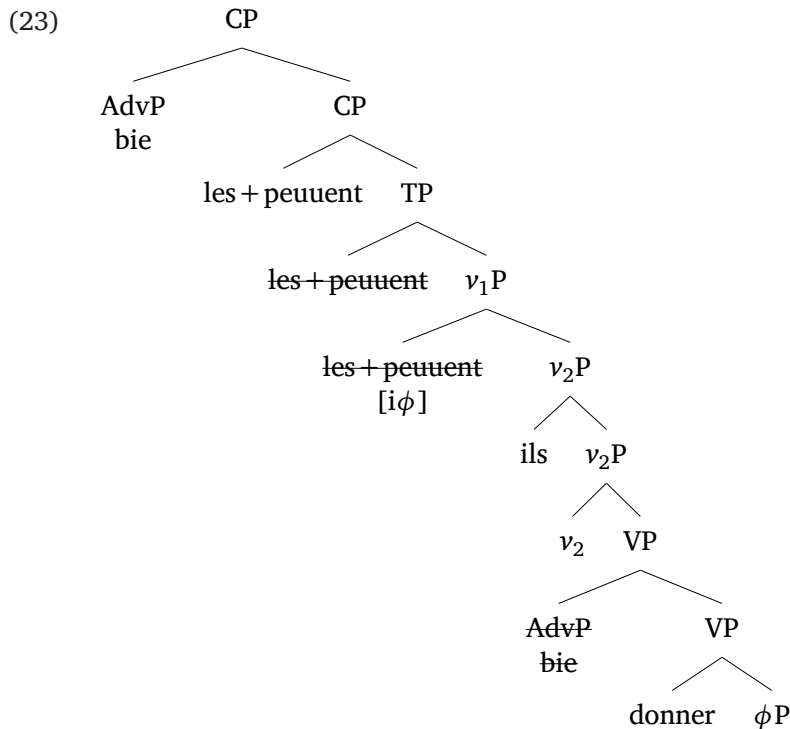 (23) CP
AdvP CP
bie
les+peuuent TP
les+peuuent v₁P
les+peuuent v₂P
[iϕ]
ils v₂P
v₂ VP
AdvP VP
bie
donner ϕP